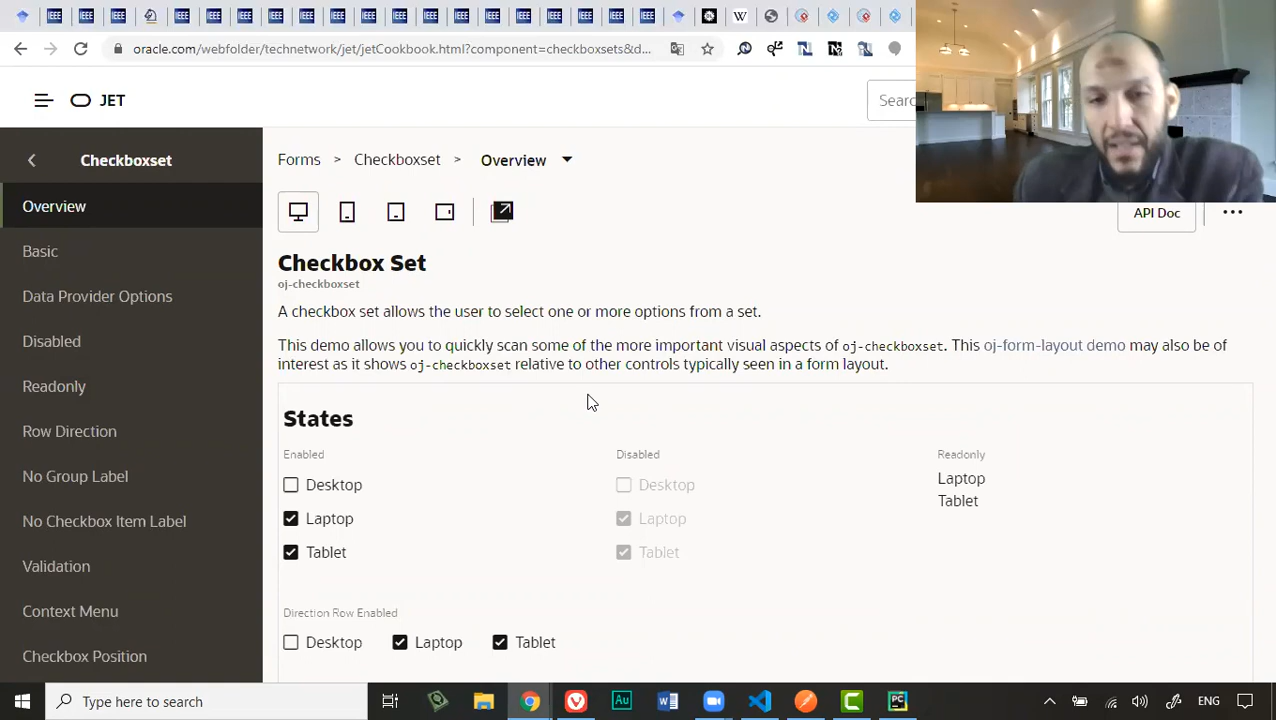 oracle.com/webfolder/technetwork/jet/jetCookbook.html?component=checkboxsets&d...
JET
Searc
Checkboxset
Overview
Basic
Data Provider Options
Disabled
Readonly
Row Direction
No Group Label
No Checkbox Item Label
Validation
Context Menu
Checkbox Position
Forms > Checkboxset > Overview
API Doc
Checkbox Set
oj-checkboxset
A checkbox set allows the user to select one or more options from a set.
This demo allows you to quickly scan some of the more important visual aspects of oj-checkboxset. This oj-form-layout demo may also be of
interest as it shows oj-checkboxset relative to other controls typically seen in a form layout.
States
Enabled
Desktop
Laptop
Tablet
Disabled
Desktop
Laptop
Tablet
Readonly
Laptop
Tablet
Direction Row Enabled
Desktop Laptop Tablet
Type here to search
ENG